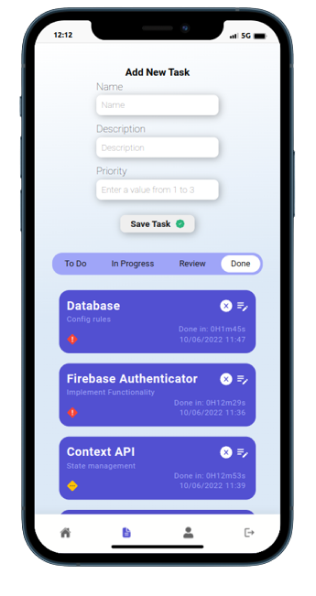 12:12
5G
Add New Task
Name
Name
Description
Description
Priority
Enter a value from 1 to 3
Save Task
To Do In Progress Review Done
Database
Config rules
Done in: 0H1m45s
10/06/2022 11:47
Firebase Authenticator
Implement Functionality
Done in: 0H12m29s
10/06/2022 11:36
Context API
State management
Done in: 0H12m53s
10/06/2022 11:39